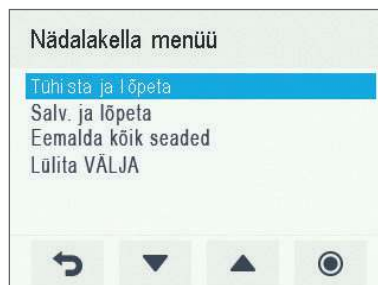 Nädalakella menüü
Tühista ja lõpeta
Salv. ja lõpeta
Eemalda kõik seaded
Lülita VÄLJA